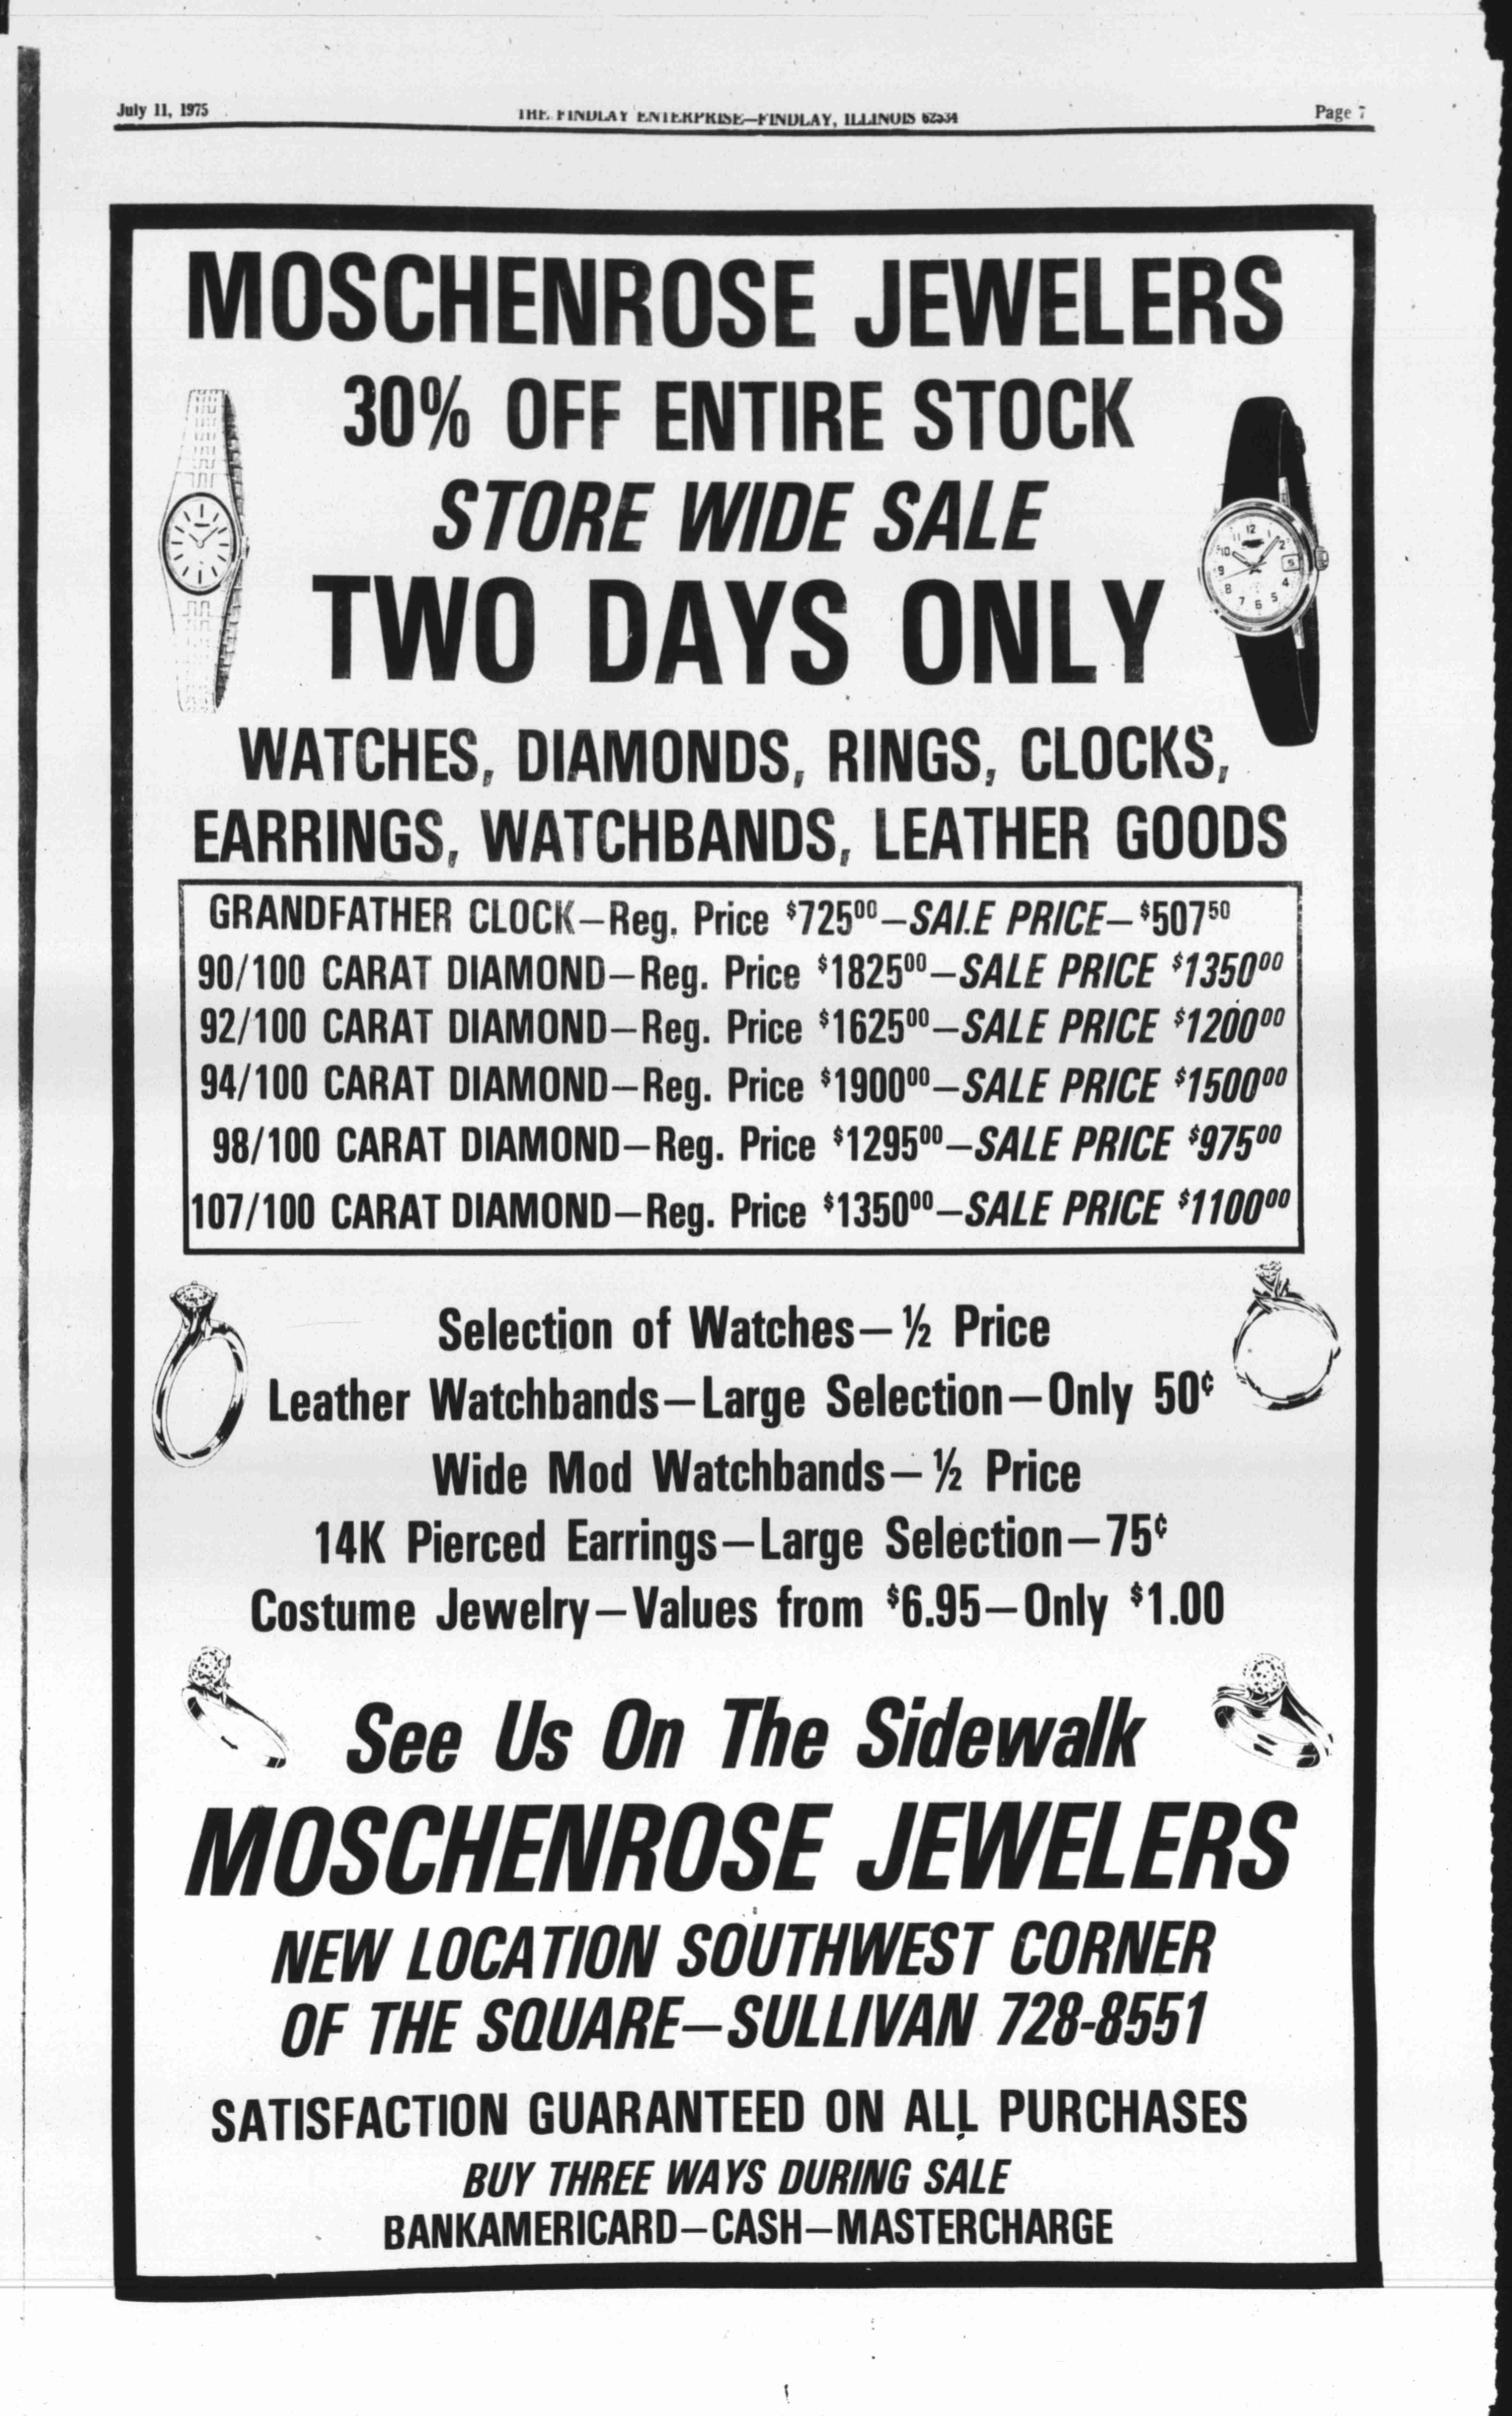 July 11, 1975 THE FINDLAY ENTERPRISE—FINDLAY, ILLINOIS 62534 Page 7
MOSCHENROSE JEWELERS
30% OFF ENTIRE STOCK
STORE WIDE SALE
TWO DAYS ONLY
WATCHES, DIAMONDS, RINGS, CLOCKS,
EARRINGS, WATCHBANDS, LEATHER GOODS
GRANDFATHER CLOCK—Reg. Price $72500—SALE PRICE—$50750
90/100 CARAT DIAMOND—Reg. Price $182500—SALE PRICE $135000
92/100 CARAT DIAMOND—Reg. Price $162500—SALE PRICE $120000
94/100 CARAT DIAMOND—Reg. Price $190000—SALE PRICE $150000
98/100 CARAT DIAMOND—Reg. Price $129500—SALE PRICE $97500
107/100 CARAT DIAMOND—Reg. Price $135000—SALE PRICE $110000
Selection of Watches—½ Price
Leather Watchbands—Large Selection—Only 50¢
Wide Mod Watchbands—½ Price
14K Pierced Earrings—Large Selection—75¢
Costume Jewelry—Values from $6.95—Only $1.00
See Us On The Sidewalk
MOSCHENROSE JEWELERS
NEW LOCATION SOUTHWEST CORNER
OF THE SQUARE—SULLIVAN 728-8551
SATISFACTION GUARANTEED ON ALL PURCHASES
BUY THREE WAYS DURING SALE
BANKAMERICARD—CASH—MASTERCHARGE